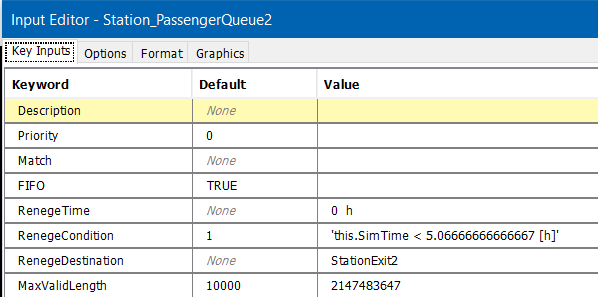 Input Editor - Station_PassengerQueue2
Key Inputs Options Format Graphics
Keyword Default Value
Description None
Priority 0
Match None
FIFO TRUE
RenegeTime None 0 h
RenegeCondition 1 'this.SimTime < 5.06666666666667 [h]'
RenegeDestination None StationExit2
MaxValidLength 10000 2147483647